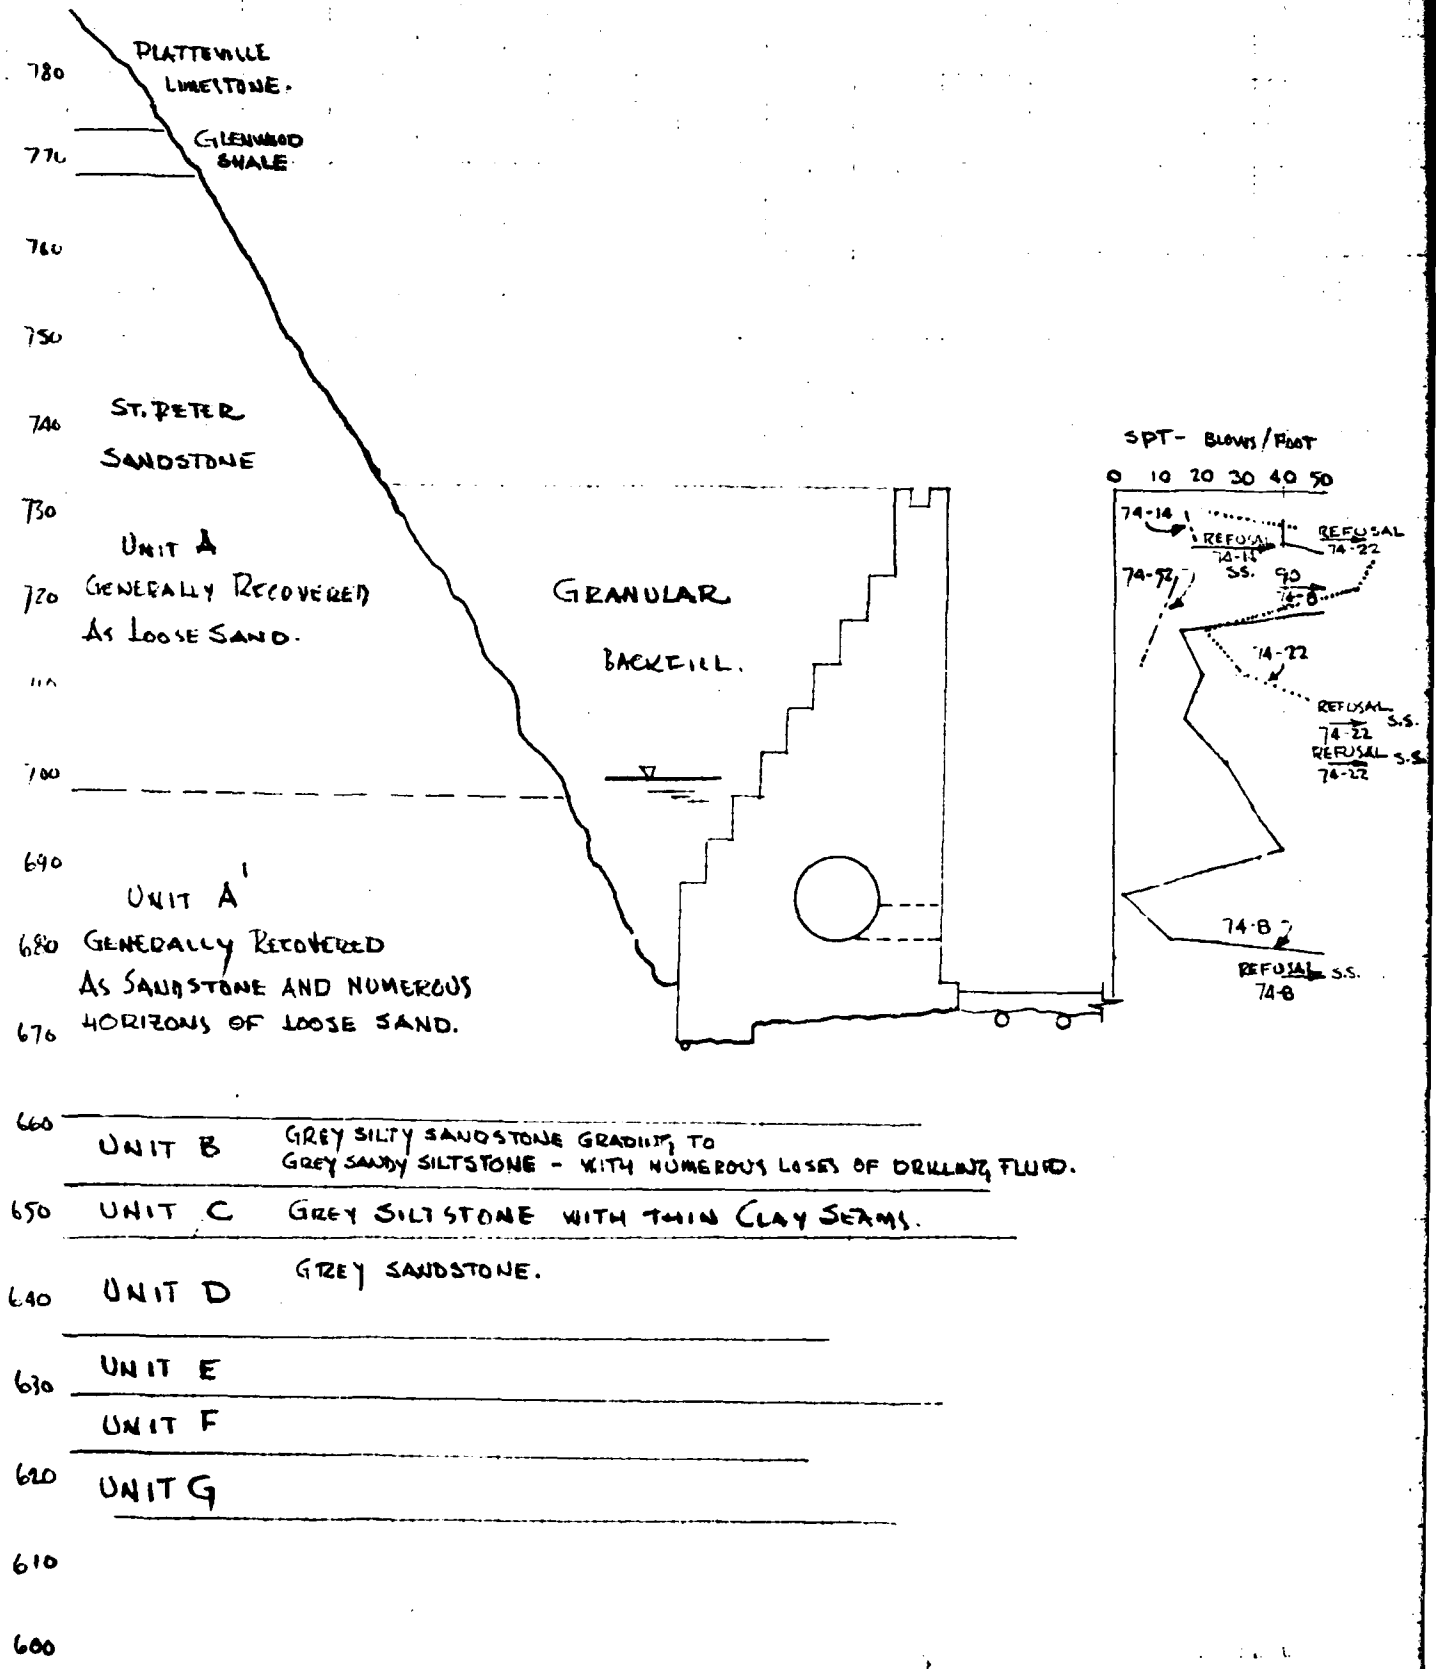 PLATTEVILLE
LIMESTONE.
780
GLENWOOD
SHALE
770
760
750
ST. PETER
SANDSTONE
740
730
UNIT A
GENERALLY RECOVERED
AS LOOSE SAND.
720
GRANULAR
BACKFILL.
700
690
UNIT A'
680
GENERALLY RECOVERED
AS SANDSTONE AND NUMEROUS
HORIZONS OF LOOSE SAND.
670
660
UNIT B
GREY SILTY SANDSTONE GRADING TO
GREY SANDY SILTSTONE - WITH NUMEROUS LOSES OF DRILLING FLUID.
650
UNIT C
GREY SILTSTONE WITH THIN CLAY SEAMS.
GREY SANDSTONE.
640
UNIT D
UNIT E
630
UNIT F
620
UNIT G
610
600
SPT - BLOWS/FOOT
0 10 20 30 40 50
74-14
REFUSAL
S.S.
REFUSAL
74-22
74-52
90
74-8
74-22
REFUSAL S.S.
74-22
REFUSAL S.S.
74-22
74-8
REFUSAL S.S.
74-8